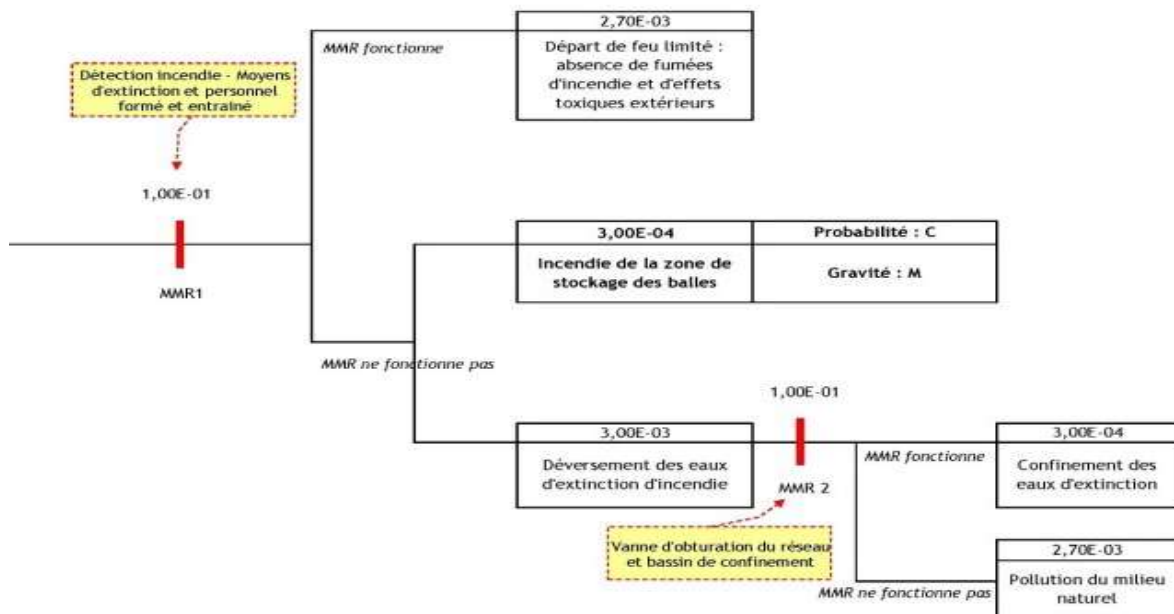 2,70E-03
MMR fonctionne
Départ de feu limité :
absence de fumées
d'incendie et d'effets
toxiques extérieurs
Détection incendie - Moyens
d'extinction et personnel
formé et entrainé
1,00E-01
MMR1
3,00E-04
Probabilité : C
Incendie de la zone de
stockage des balles
Gravité : M
MMR ne fonctionne pas
1,00E-01
3,00E-03
Déversement des eaux
d'extinction d'incendie
MMR 2
MMR fonctionne
3,00E-04
Confinement des
eaux d'extinction
Vanne d'obturation du réseau
et bassin de confinement
2,70E-03
MMR ne fonctionne pas
Pollution du milieu
naturel